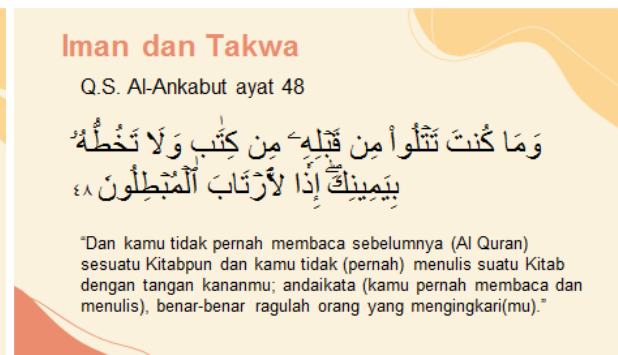 Iman dan Takwa
Q.S. Al-Ankabut ayat 48
وَمَا كُنتَ تَتْلُواْ مِن قَبْلِهِۦ مِن كِتَٰبٖ وَلَا تَخُطُّهُۥ
بِيَمِينِكَۖ إِذٗا لَّٱرْتَابَ ٱلْمُبْطِلُونَ ٤٨
“Dan kamu tidak pernah membaca sebelumnya (Al Quran)
sesuatu Kitabpun dan kamu tidak (pernah) menulis suatu Kitab
dengan tangan kananmu; andaikata (kamu pernah membaca dan
menulis), benar-benar ragulah orang yang mengingkari(mu).”